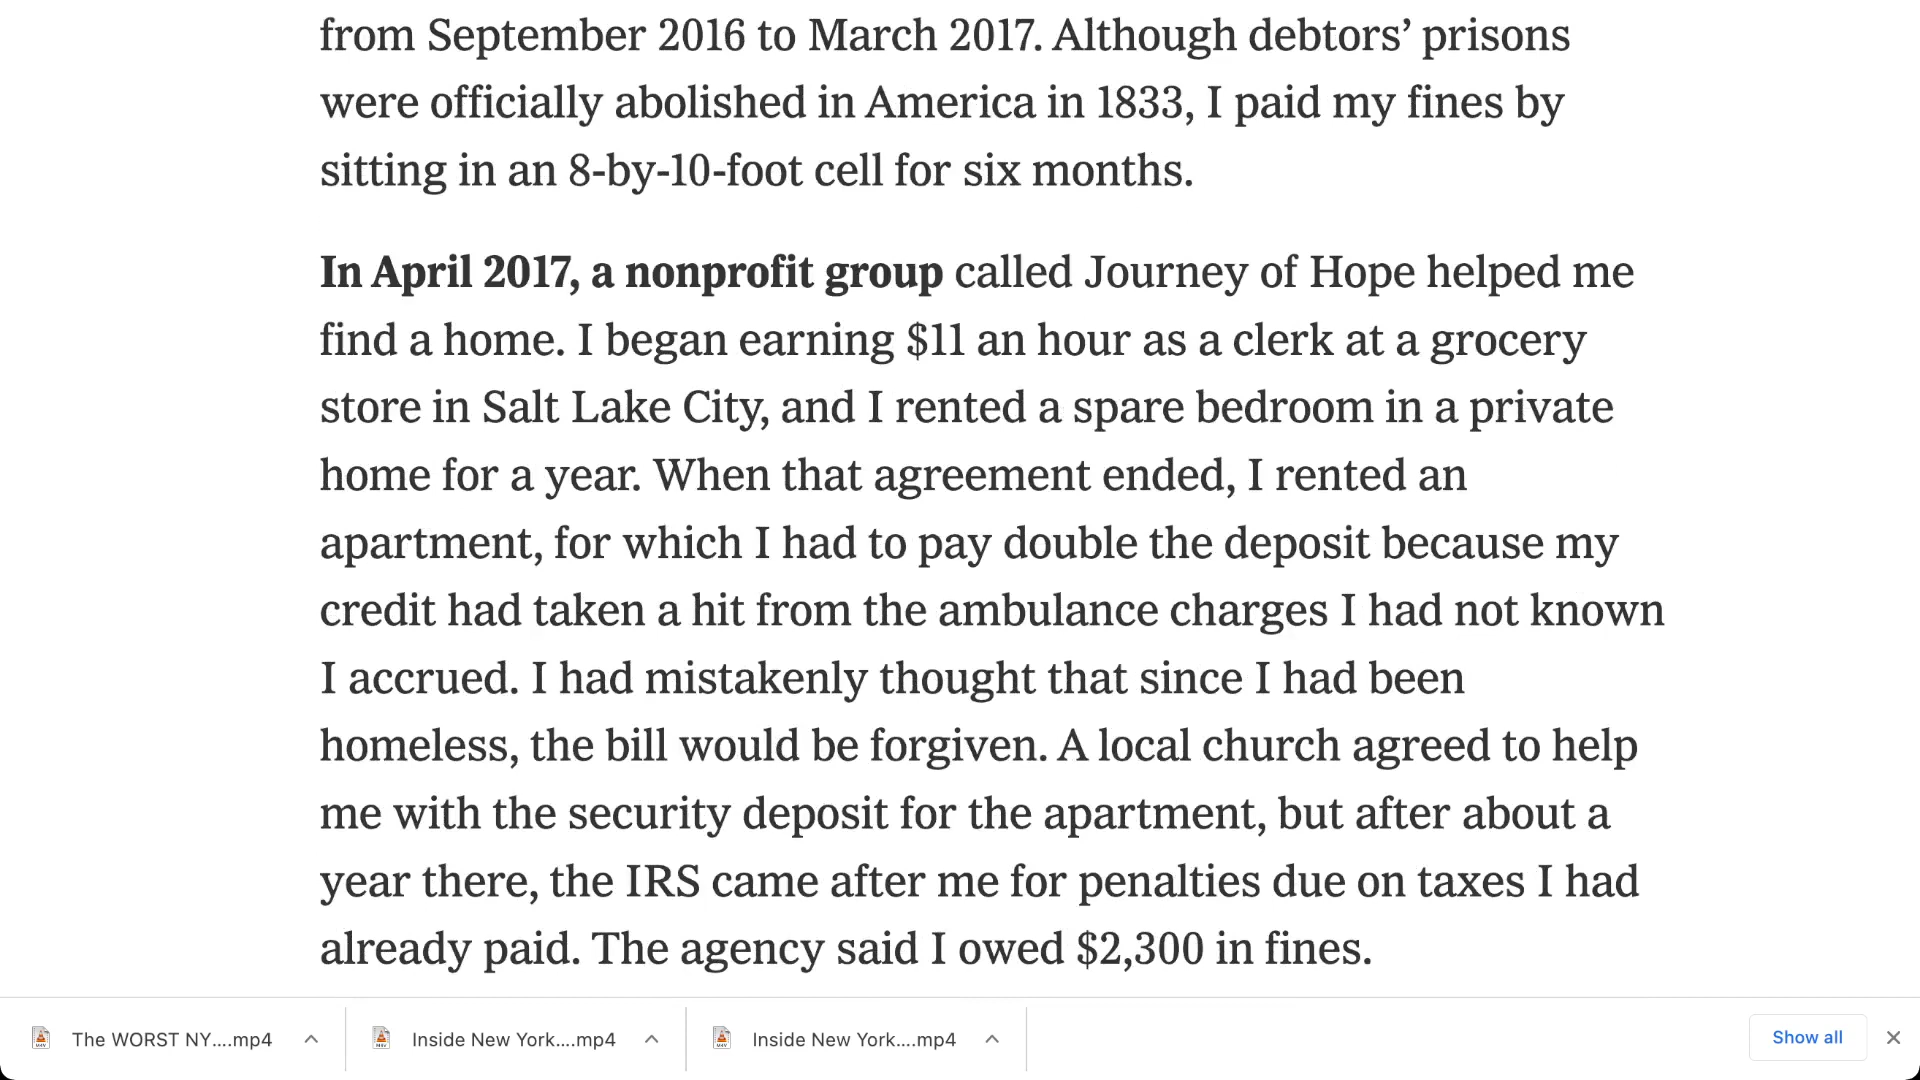 from September 2016 to March 2017. Although debtors’ prisons
were officially abolished in America in 1833, I paid my fines by
sitting in an 8-by-10-foot cell for six months.
In April 2017, a nonprofit group called Journey of Hope helped me
find a home. I began earning $11 an hour as a clerk at a grocery
store in Salt Lake City, and I rented a spare bedroom in a private
home for a year. When that agreement ended, I rented an
apartment, for which I had to pay double the deposit because my
credit had taken a hit from the ambulance charges I had not known
I accrued. I had mistakenly thought that since I had been
homeless, the bill would be forgiven. A local church agreed to help
me with the security deposit for the apartment, but after about a
year there, the IRS came after me for penalties due on taxes I had
already paid. The agency said I owed $2,300 in fines.
The WORST NY....mp4 Inside New York....mp4 Inside New York....mp4 Show all